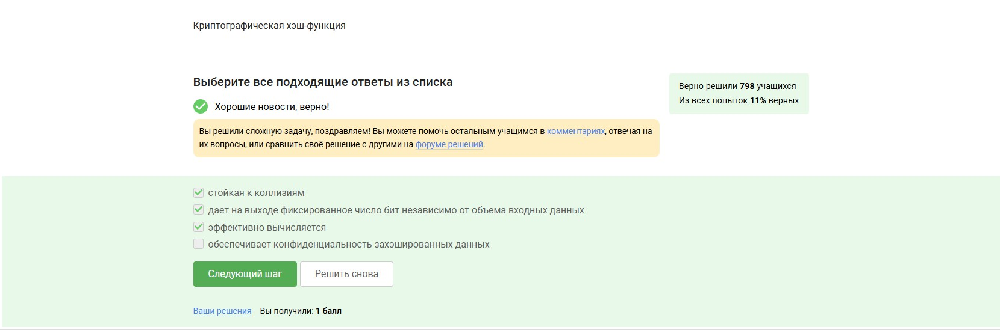 Криптографическая хэш-функция
Выберите все подходящие ответы из списка
Верно решили 798 учащихся
Из всех попыток 11% верных
Хорошие новости, верно!
Вы решили сложную задачу, поздравляем! Вы можете помочь остальным учащимся в комментариях, отвечая на
их вопросы, или сравнить своё решение с другими на форуме решений.
стойкая к коллизиям
дает на выходе фиксированное число бит независимо от объема входных данных
эффективно вычисляется
обеспечивает конфиденциальность захэшированных данных
Следующий шаг Решить снова
Ваши решения Вы получили: 1 балл